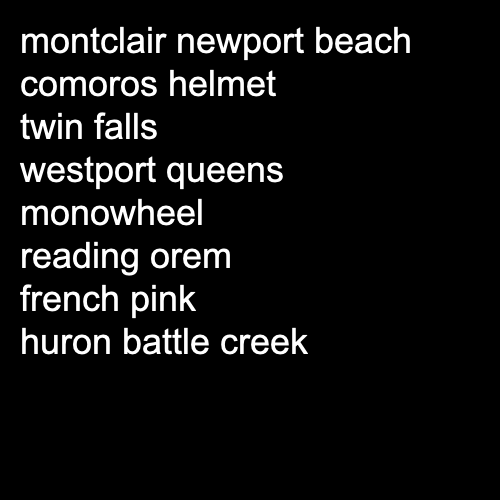 montclair newport beach
comoros helmet
twin falls
westport queens
monowheel
reading orem
french pink
huron battle creek